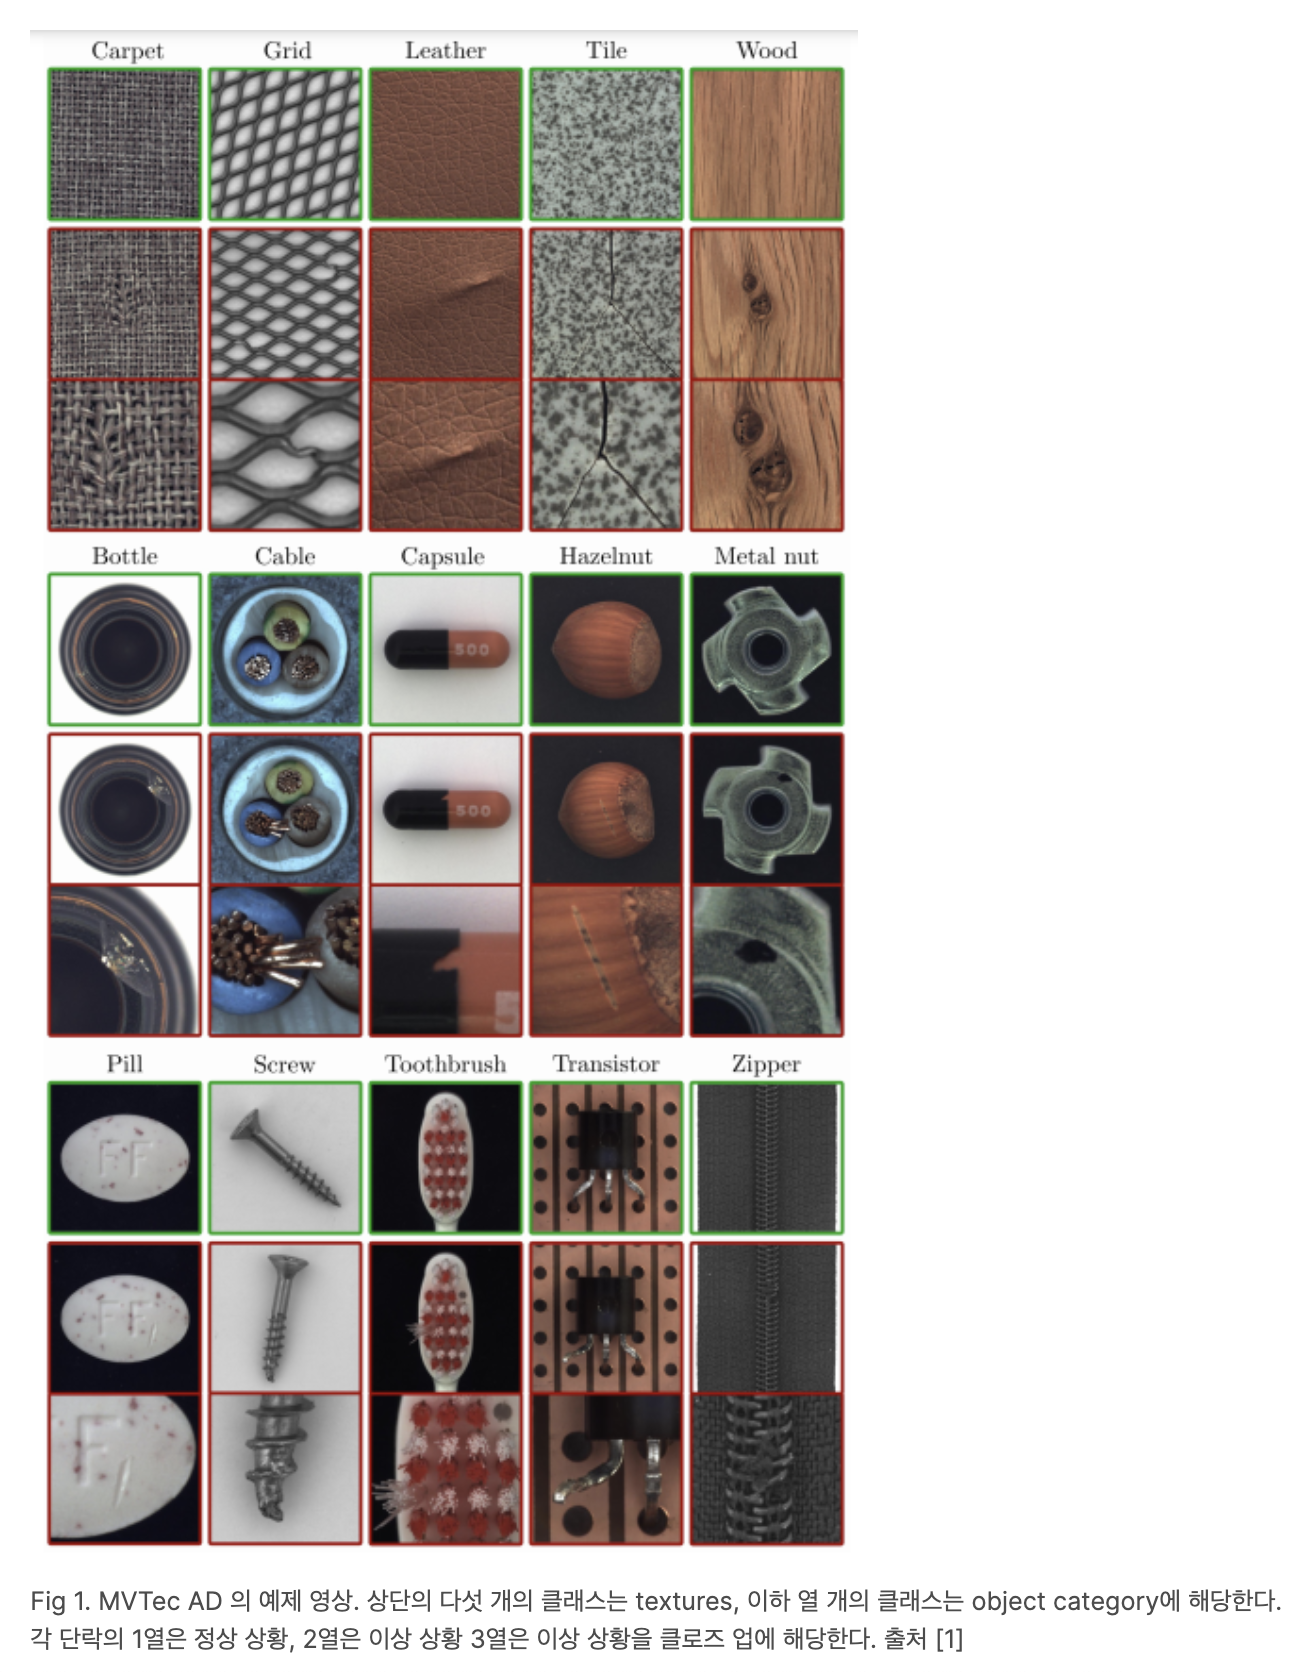 Carpet Grid Leather Tile Wood
Bottle Cable Capsule Hazelnut Metal nut
500
500
5
Pill Screw Toothbrush Transistor Zipper
FF
FF
F
Fig 1. MVTec AD 의 예제 영상. 상단의 다섯 개의 클래스는 textures, 이하 열 개의 클래스는 object category에 해당한다.
각 단락의 1열은 정상 상황, 2열은 이상 상황 3열은 이상 상황을 클로즈 업에 해당한다. 출처 [1]